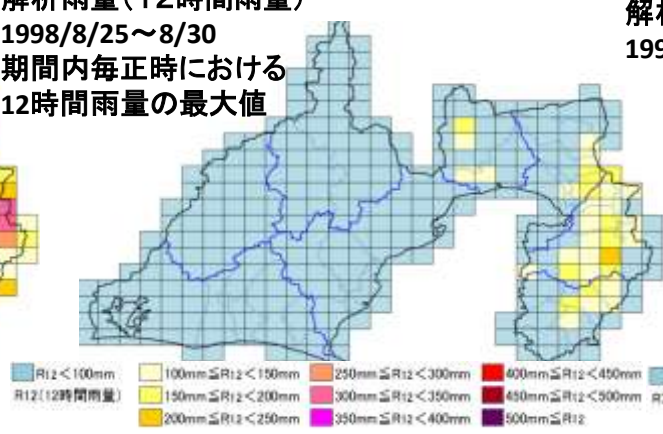 解析雨量(12時間雨量)
1998/8/25～8/30
期間内毎正時における
12時間雨量の最大値
解
199
R12＜100mm
100mm≦R12＜150mm
250mm≦R12＜300mm
400mm≦R12＜450mm
R12(12時間雨量)
150mm≦R12＜200mm
300mm≦R12＜350mm
450mm≦R12＜500mm
200mm≦R12＜250mm
350mm≦R12＜400mm
500mm≦R12